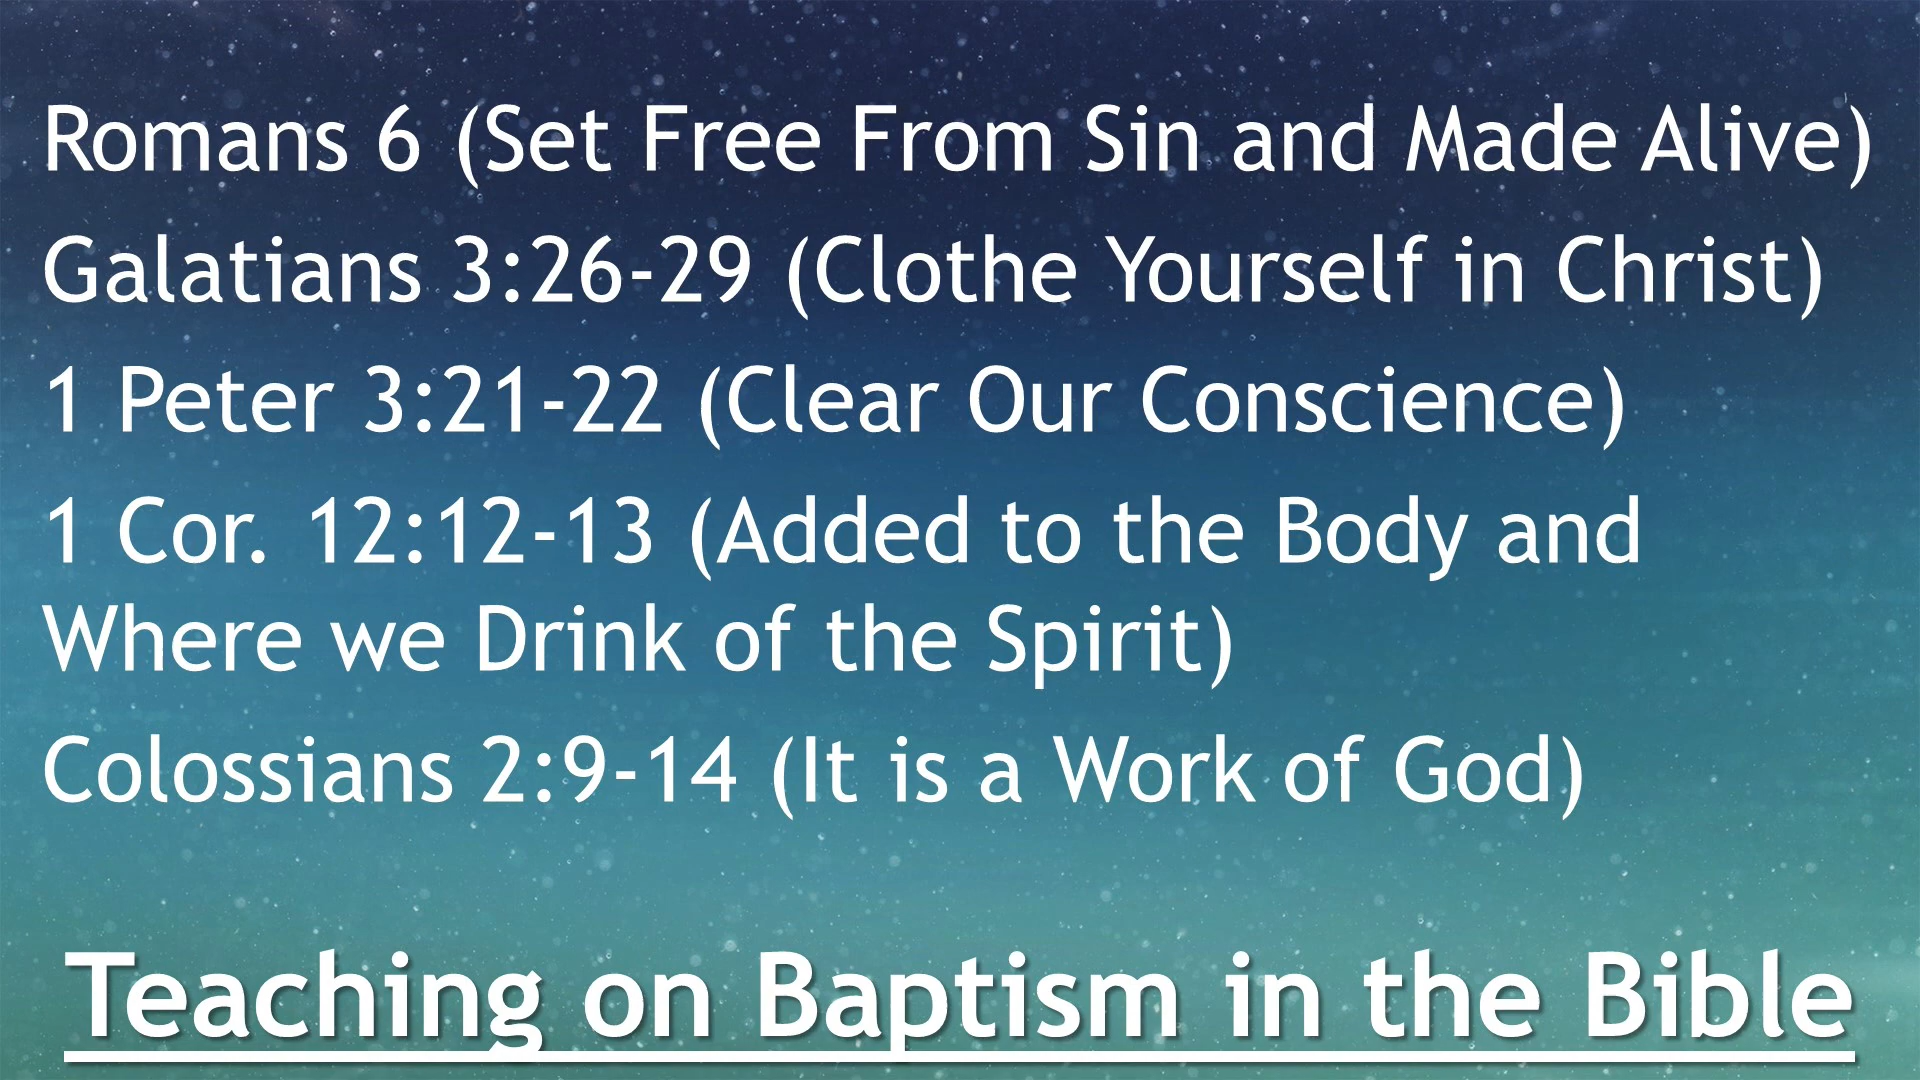 Romans 6 (Set Free From Sin and Made Alive)
Galatians 3:26-29 (Clothe Yourself in Christ)
1 Peter 3:21-22 (Clear Our Conscience)
1 Cor. 12:12-13 (Added to the Body and
Where we Drink of the Spirit)
Colossians 2:9-14 (It is a Work of God)
Teaching on Baptism in the Bible